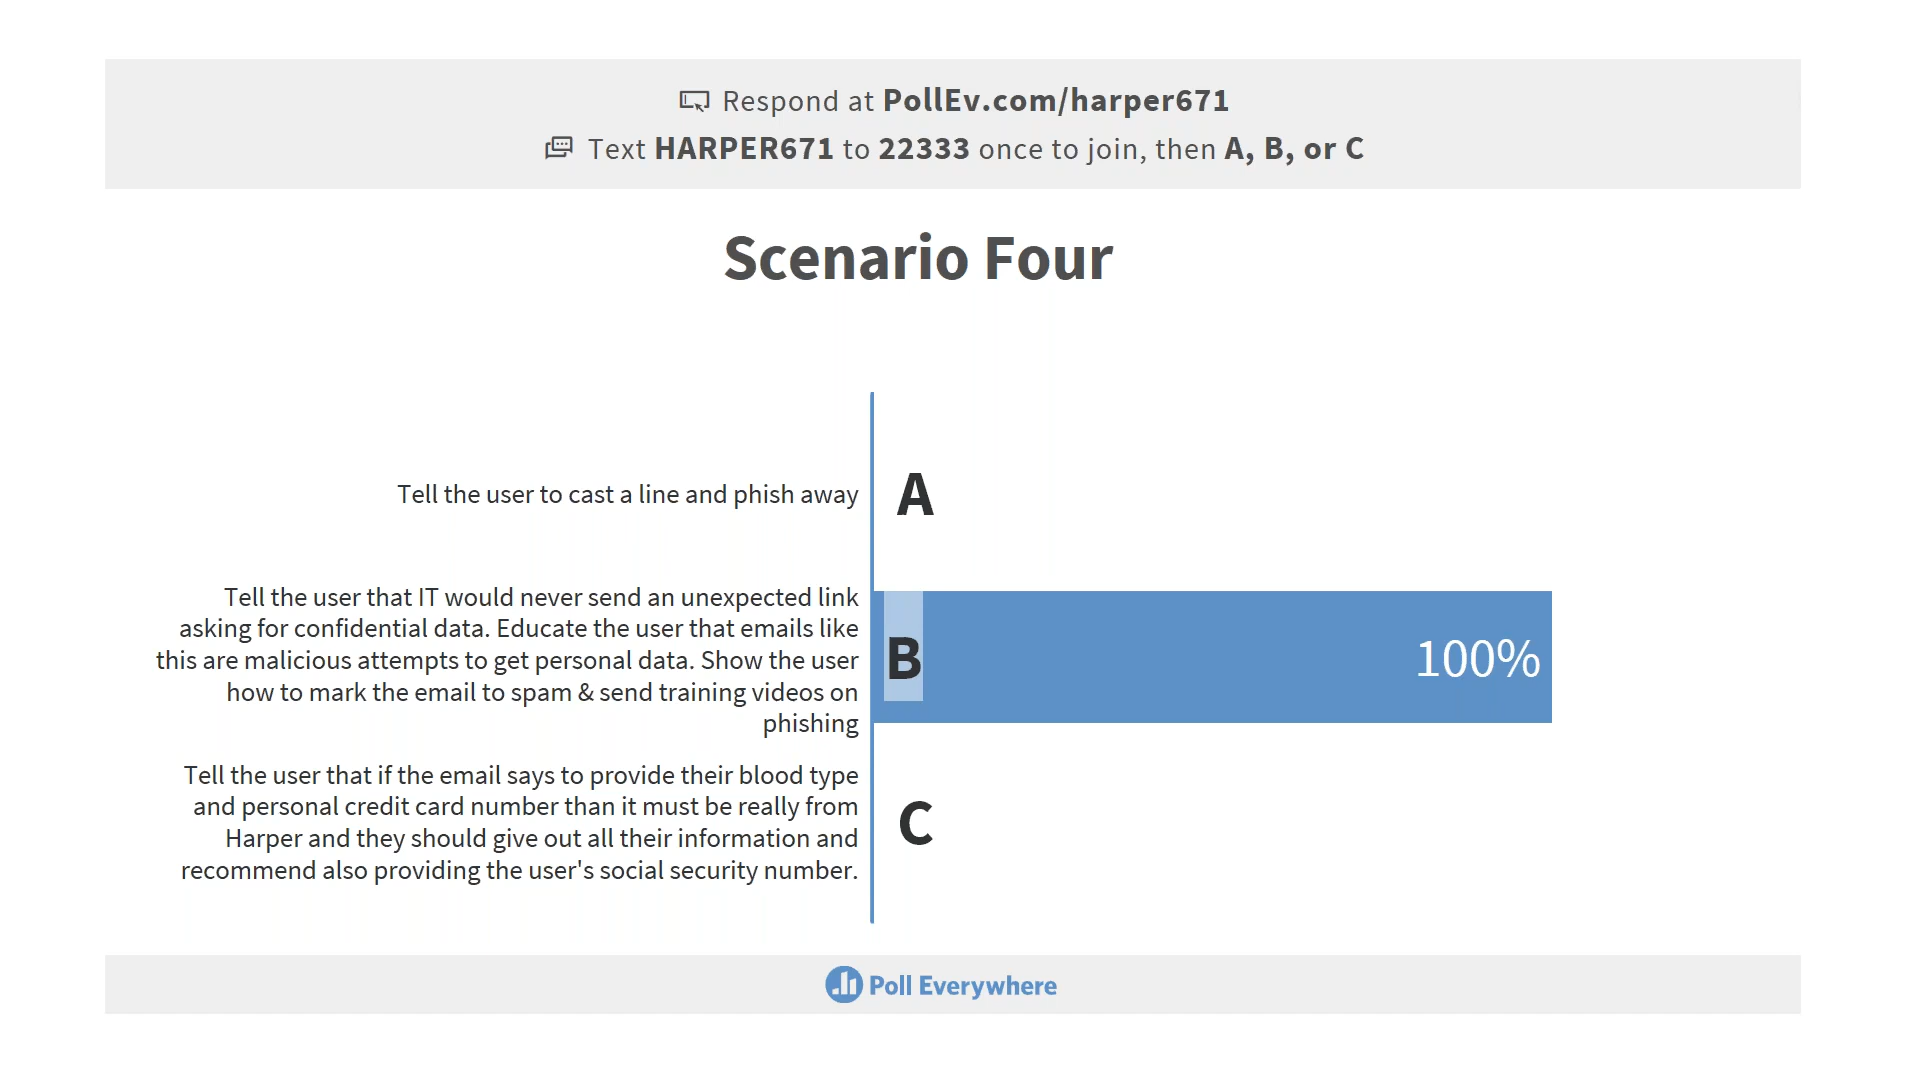 Respond at PollEv.com/harper671
Text HARPER671 to 22333 once to join, then A, B, or C
Scenario Four
Tell the user to cast a line and phish away
A
Tell the user that IT would never send an unexpected link
asking for confidential data. Educate the user that emails like
this are malicious attempts to get personal data. Show the user
how to mark the email to spam & send training videos on
phishing
B
100%
Tell the user that if the email says to provide their blood type
and personal credit card number than it must be really from
Harper and they should give out all their information and
recommend also providing the user's social security number.
C
Poll Everywhere